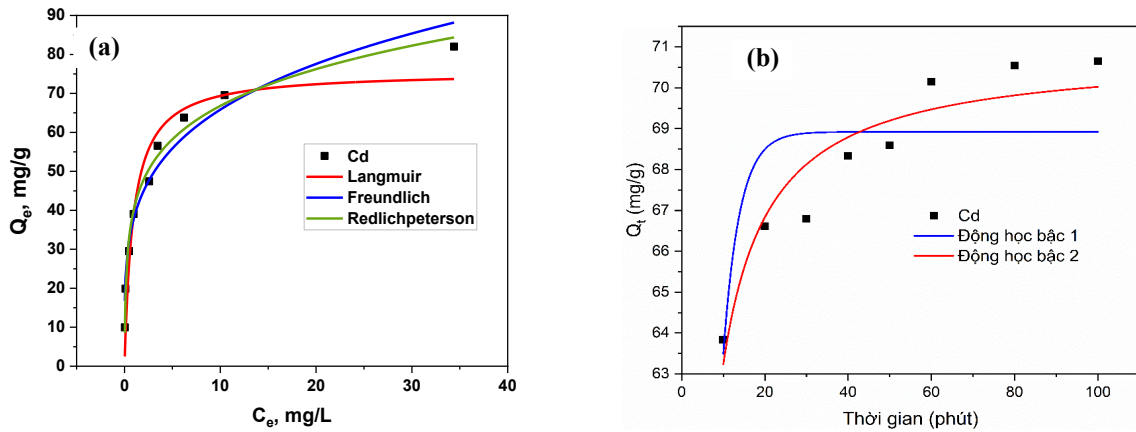 (a)
90
80
70
60
50
40
30
20
10
0
Qe, mg/g
Cd
Langmuir
Freundlich
Redlichpeterson
0 10 20 30 40
Ce, mg/L
(b)
71
70
69
68
67
66
65
64
63
Qt (mg/g)
Cd
Động học bậc 1
Động học bậc 2
0 20 40 60 80 100
Thời gian (phút)